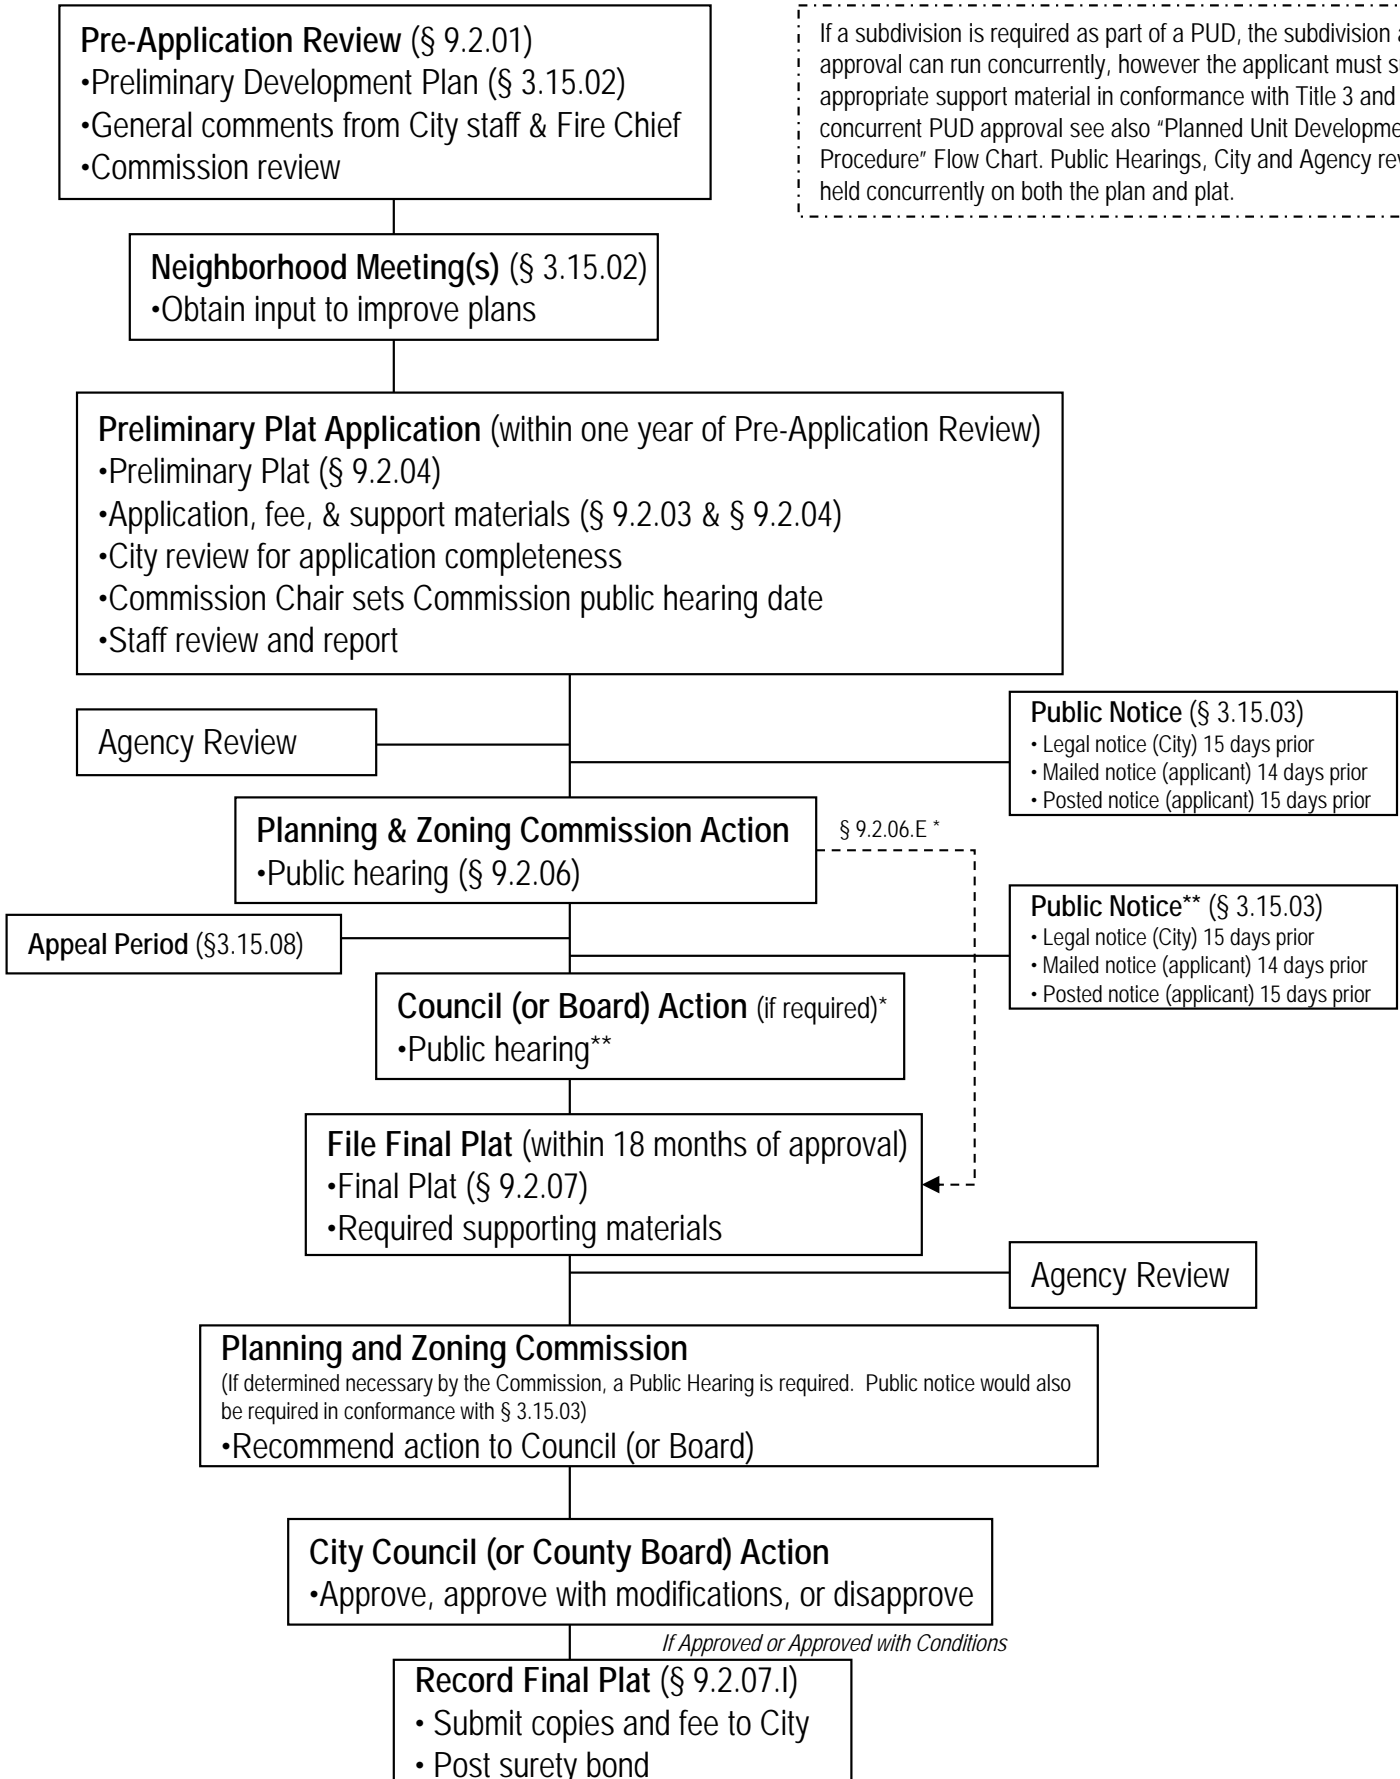 Pre-Application Review (§ 9.2.01)
•Preliminary Development Plan (§ 3.15.02)
•General comments from City staff & Fire Chief
•Commission review
If a subdivision is required as part of a PUD, the subdivision
approval can run concurrently, however the applicant must
appropriate support material in conformance with Title 3 and
concurrent PUD approval see also “Planned Unit
Procedure” Flow Chart. Public Hearings, City and Agency
held concurrently on both the plan and plat.
Neighborhood Meeting(s) (§ 3.15.02)
•Obtain input to improve plans
Preliminary Plat Application (within one year of Pre-Application Review)
•Preliminary Plat (§ 9.2.04)
•Application, fee, & support materials (§ 9.2.03 & § 9.2.04)
•City review for application completeness
•Commission Chair sets Commission public hearing date
•Staff review and report
Agency Review
Public Notice (§ 3.15.03)
• Legal notice (City) 15 days prior
• Mailed notice (applicant) 14 days prior
• Posted notice (applicant) 15 days prior
Planning & Zoning Commission Action
•Public hearing (§ 9.2.06)
§ 9.2.06.E *
Appeal Period (§3.15.08)
Public Notice** (§ 3.15.03)
• Legal notice (City) 15 days prior
• Mailed notice (applicant) 14 days prior
• Posted notice (applicant) 15 days prior
Council (or Board) Action (if required)*
•Public hearing**
File Final Plat (within 18 months of approval)
•Final Plat (§ 9.2.07)
•Required supporting materials
Agency Review
Planning and Zoning Commission
(If determined necessary by the Commission, a Public Hearing is required. Public notice would also
be required in conformance with § 3.15.03)
•Recommend action to Council (or Board)
City Council (or County Board) Action
•Approve, approve with modifications, or disapprove
If Approved or Approved with Conditions
Record Final Plat (§ 9.2.07.I)
• Submit copies and fee to City
• Post surety bond